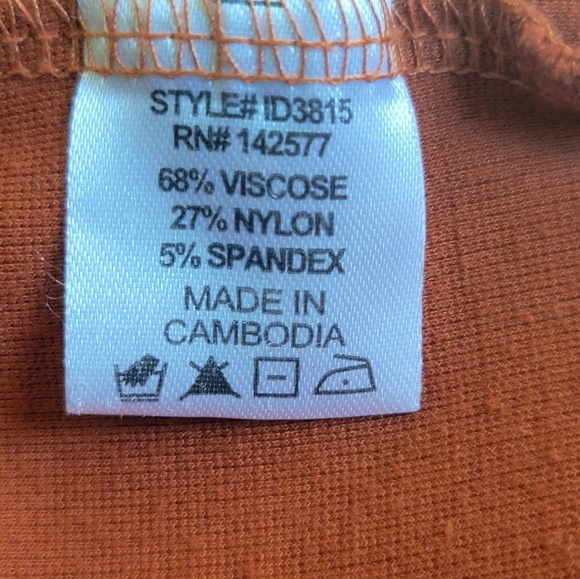 STYLE# ID3815
RN# 142577
68% VISCOSE
27% NYLON
5% SPANDEX
MADE IN
CAMBODIA